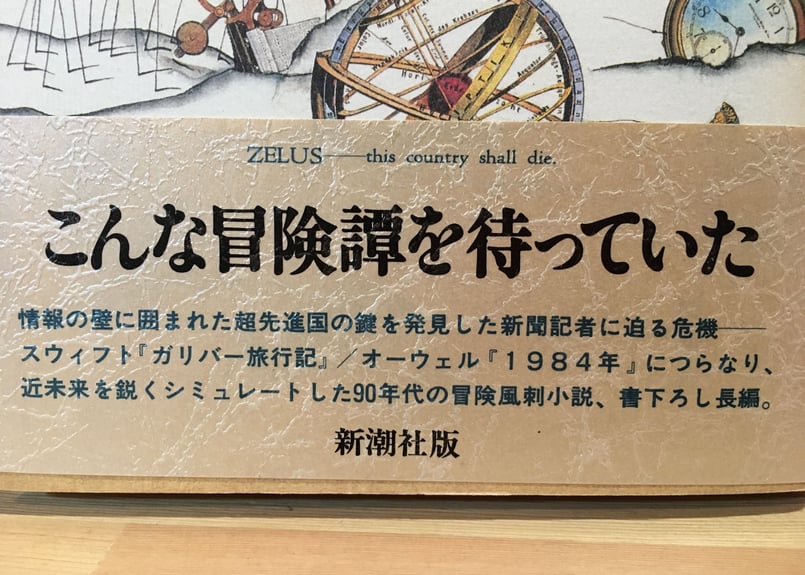 ZELUS——this country shall die.
こんな冒険譚を待っていた
情報の壁に囲まれた超先進国の鍵を発見した新聞記者に迫る危機——
スウィフト『ガリバー旅行記』／オーウェル『１９８４年』につらなり、
近未来を鋭くシミュレートした90年代の冒険風刺小説、書下ろし長編。
新潮社版